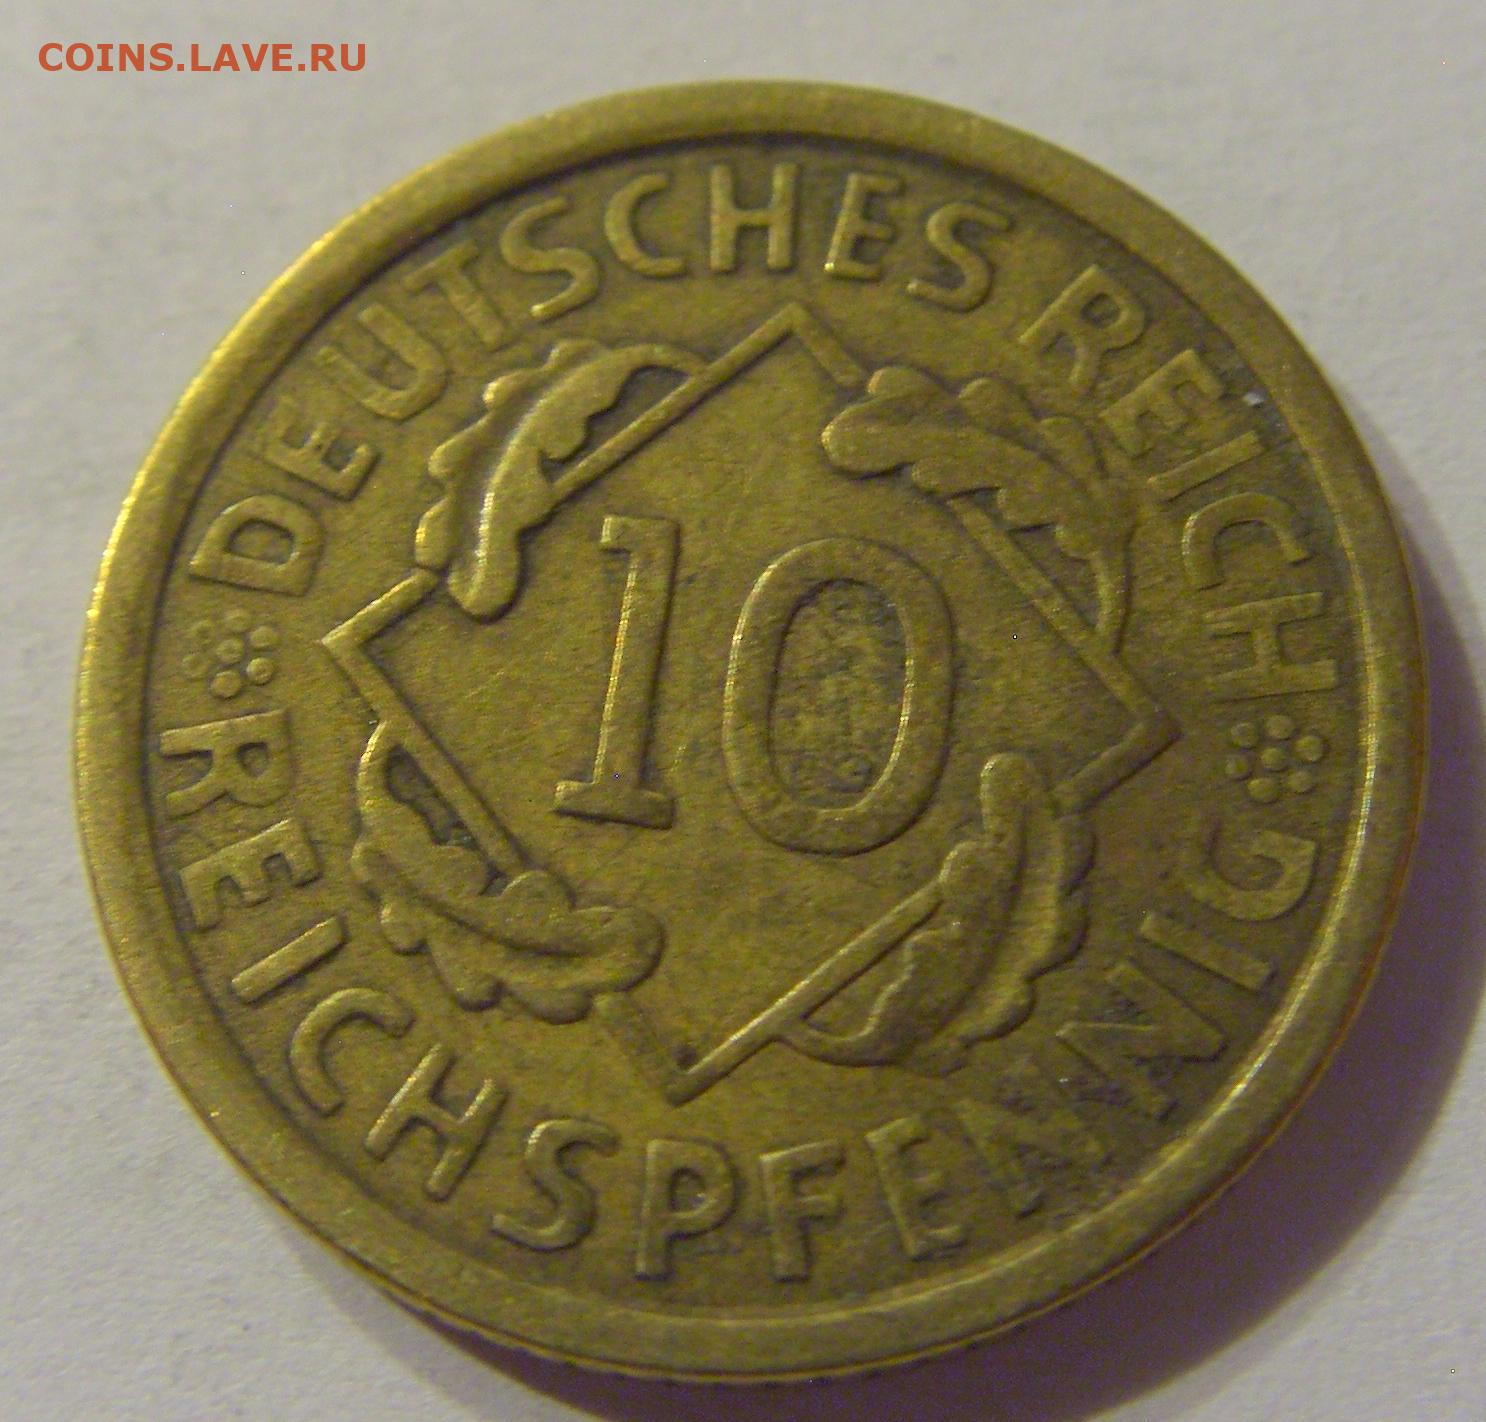 COINS.LAVE.RU
DEUTSCHES REICH
10
REICHSPFENNIG